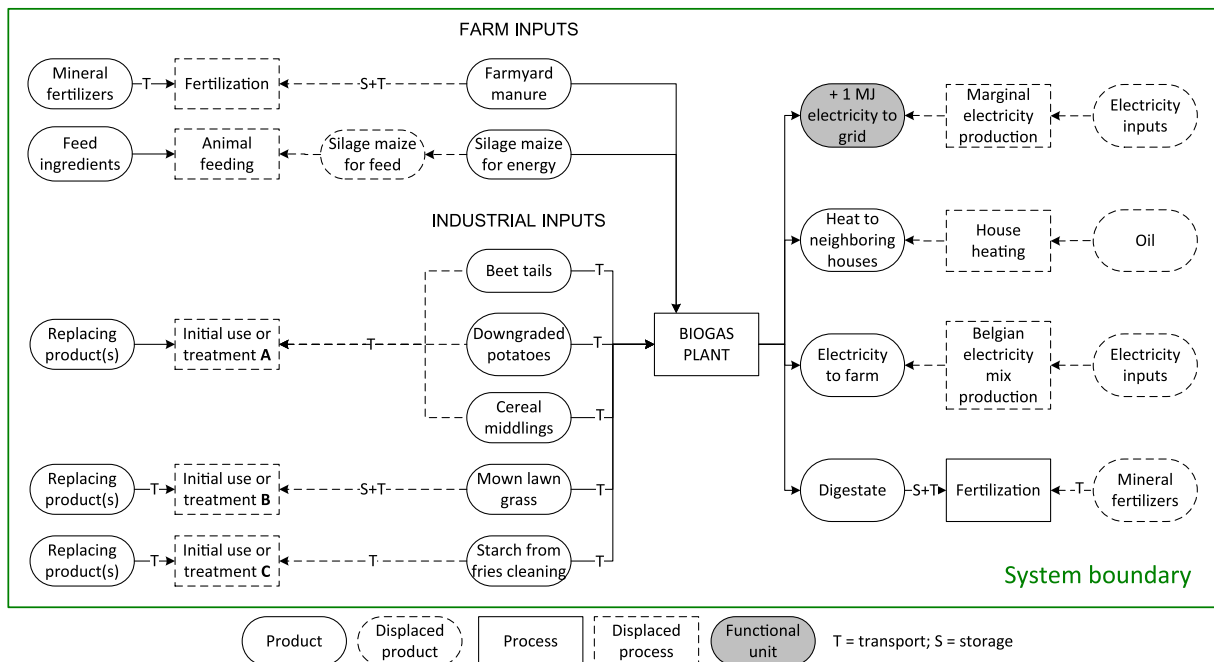 FARM INPUTS
Mineral
fertilizers
T
Fertilization
S+T
Farmyard
manure
Feed
ingredients
Animal
feeding
Silage maize
for feed
Silage maize
for energy
INDUSTRIAL INPUTS
Beet tails
T
Replacing
product(s)
Initial use or
treatment A
T
Downgraded
potatoes
T
Cereal
middlings
T
Replacing
product(s)
T
Initial use or
treatment B
S+T
Mown lawn
grass
T
Replacing
product(s)
T
Initial use or
treatment C
T
Starch from
fries cleaning
T
BIOGAS
PLANT
+ 1 MJ
electricity to
grid
Marginal
electricity
production
Electricity
inputs
Heat to
neighboring
houses
House
heating
Oil
Electricity
to farm
Belgian
electricity
mix
production
Electricity
inputs
Digestate
S+T
Fertilization
T
Mineral
fertilizers
System boundary
Product
Displaced
product
Process
Displaced
process
Functional
unit
T = transport; S = storage